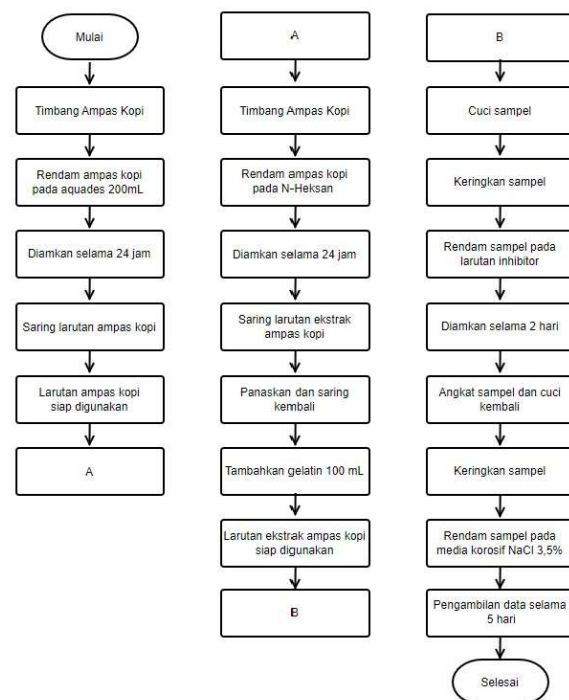 Mulai
Timbang Ampas Kopi
Rendam ampas kopi
pada aquades 200mL
Diamkan selama 24 jam
Saring larutan ampas kopi
Larutan ampas kopi
siap digunakan
A
A
Timbang Ampas Kopi
Rendam ampas kopi
pada N-Heksan
Diamkan selama 24 jam
Saring larutan ekstrak
ampas kopi
Panaskan dan saring
kembali
Tambahkan gelatin 100 mL
Larutan ekstrak ampas kopi
siap digunakan
B
B
Cuci sampel
Keringkan sampel
Rendam sampel pada
larutan inhibitor
Diamkan selama 2 hari
Angkat sampel dan cuci
kembali
Keringkan sampel
Rendam sampel pada
media korosif NaCl 3,5%
Pengambilan data selama
5 hari
Selesai